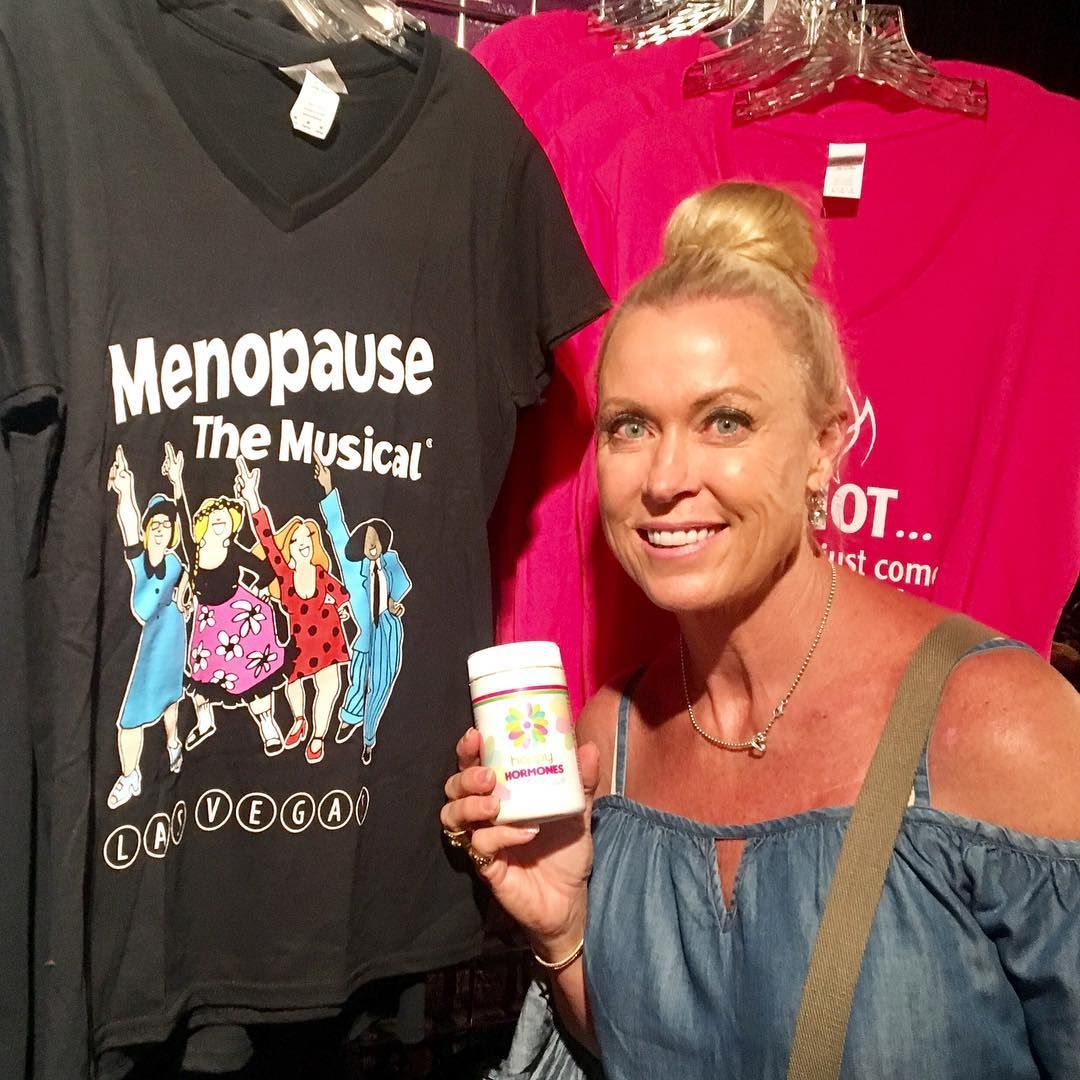 Menopause
The Musical®
LAS VEGAS
happy
HORMONES
HOT...
just come